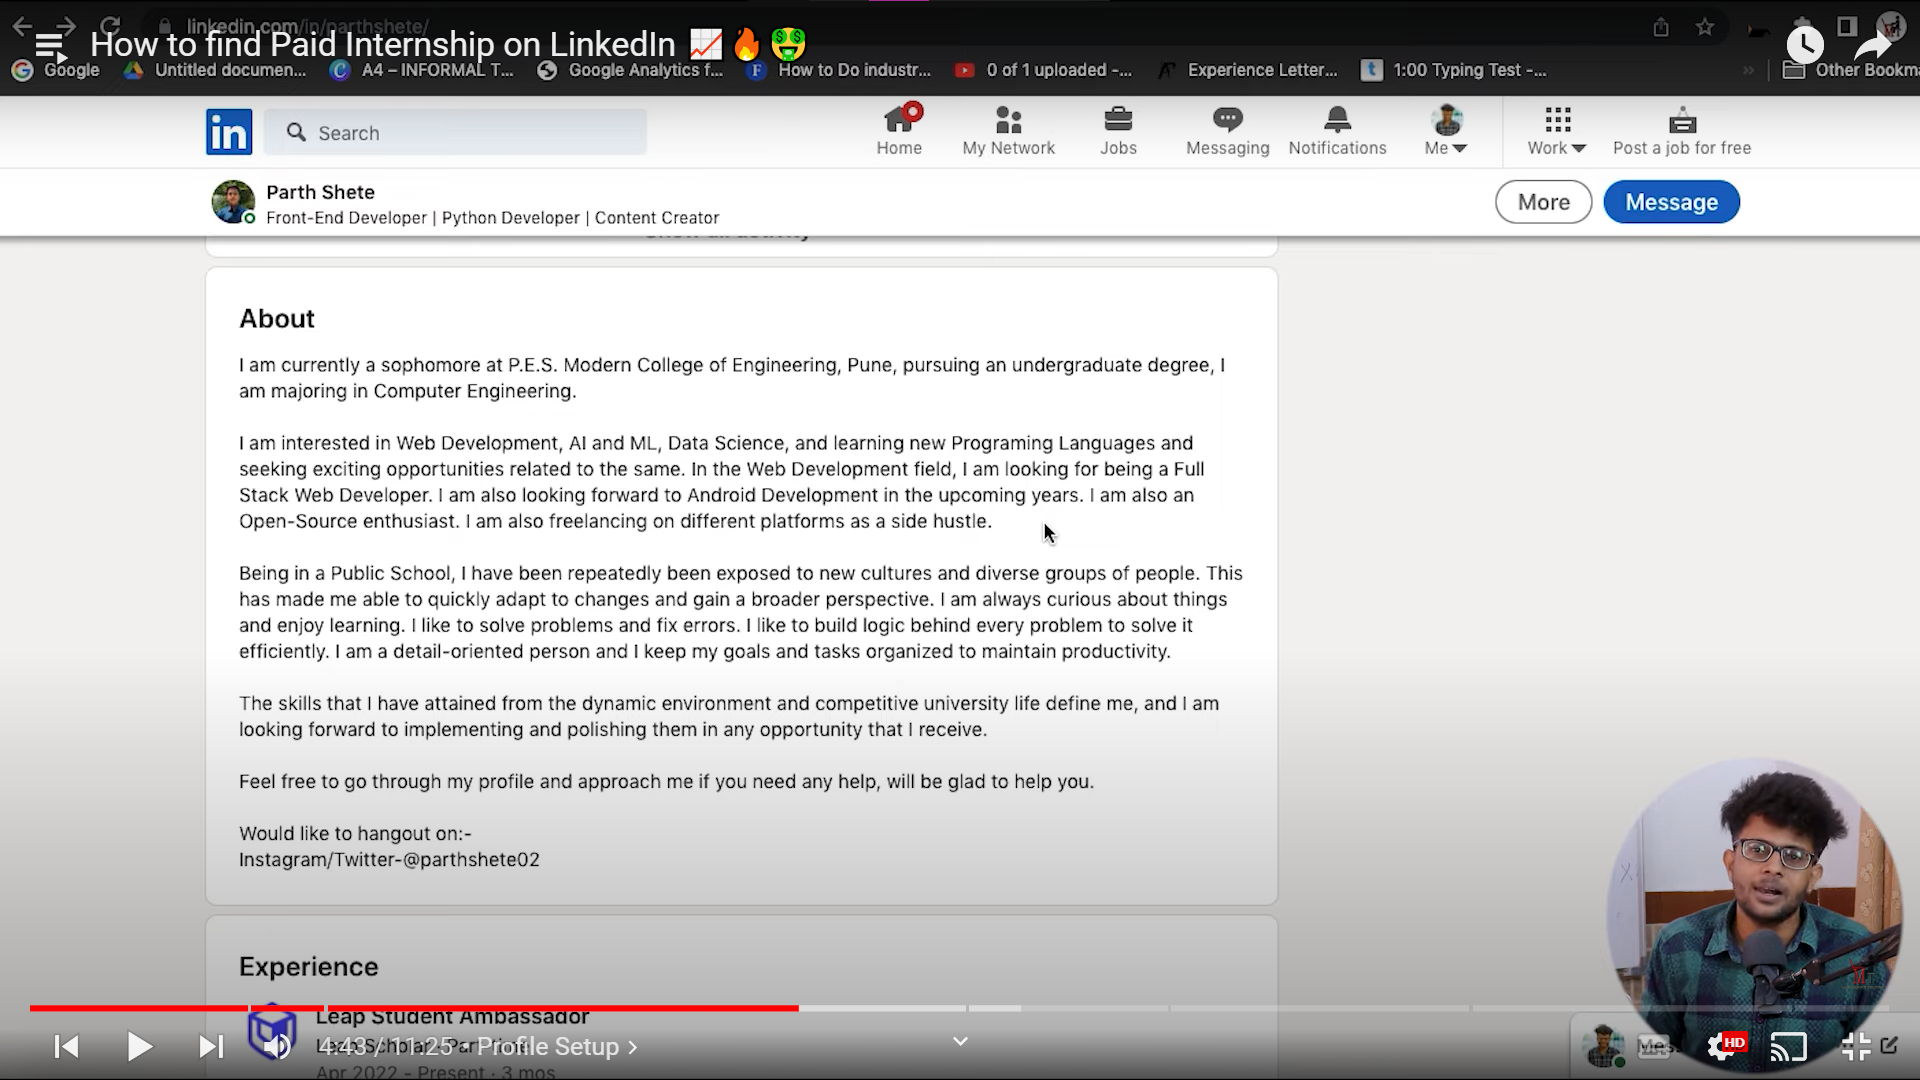 linkedin.com/in/parthshete/
How to find Paid Internship on LinkedIn 📈🔥🤑
Google
Untitled documen...
A4 – INFORMAL T...
Google Analytics f...
How to Do industr...
0 of 1 uploaded -...
Experience Letter...
1:00 Typing Test -...
»
Other Bookma
in
Search
Home
My Network
Jobs
Messaging
Notifications
Me
Work
Post a job for free
Parth Shete
Front-End Developer | Python Developer | Content Creator
More
Message
About
I am currently a sophomore at P.E.S. Modern College of Engineering, Pune, pursuing an undergraduate degree, I
am majoring in Computer Engineering.
I am interested in Web Development, AI and ML, Data Science, and learning new Programing Languages and
seeking exciting opportunities related to the same. In the Web Development field, I am looking for being a Full
Stack Web Developer. I am also looking forward to Android Development in the upcoming years. I am also an
Open-Source enthusiast. I am also freelancing on different platforms as a side hustle.
Being in a Public School, I have been repeatedly been exposed to new cultures and diverse groups of people. This
has made me able to quickly adapt to changes and gain a broader perspective. I am always curious about things
and enjoy learning. I like to solve problems and fix errors. I like to build logic behind every problem to solve it
efficiently. I am a detail-oriented person and I keep my goals and tasks organized to maintain productivity.
The skills that I have attained from the dynamic environment and competitive university life define me, and I am
looking forward to implementing and polishing them in any opportunity that I receive.
Feel free to go through my profile and approach me if you need any help, will be glad to help you.
Would like to hangout on:-
Instagram/Twitter-@parthshete02
Experience
Leap Student Ambassador
4:43 / 11:25 • Profile Setup >
HD
Apr 2022 - Present · 3 mos